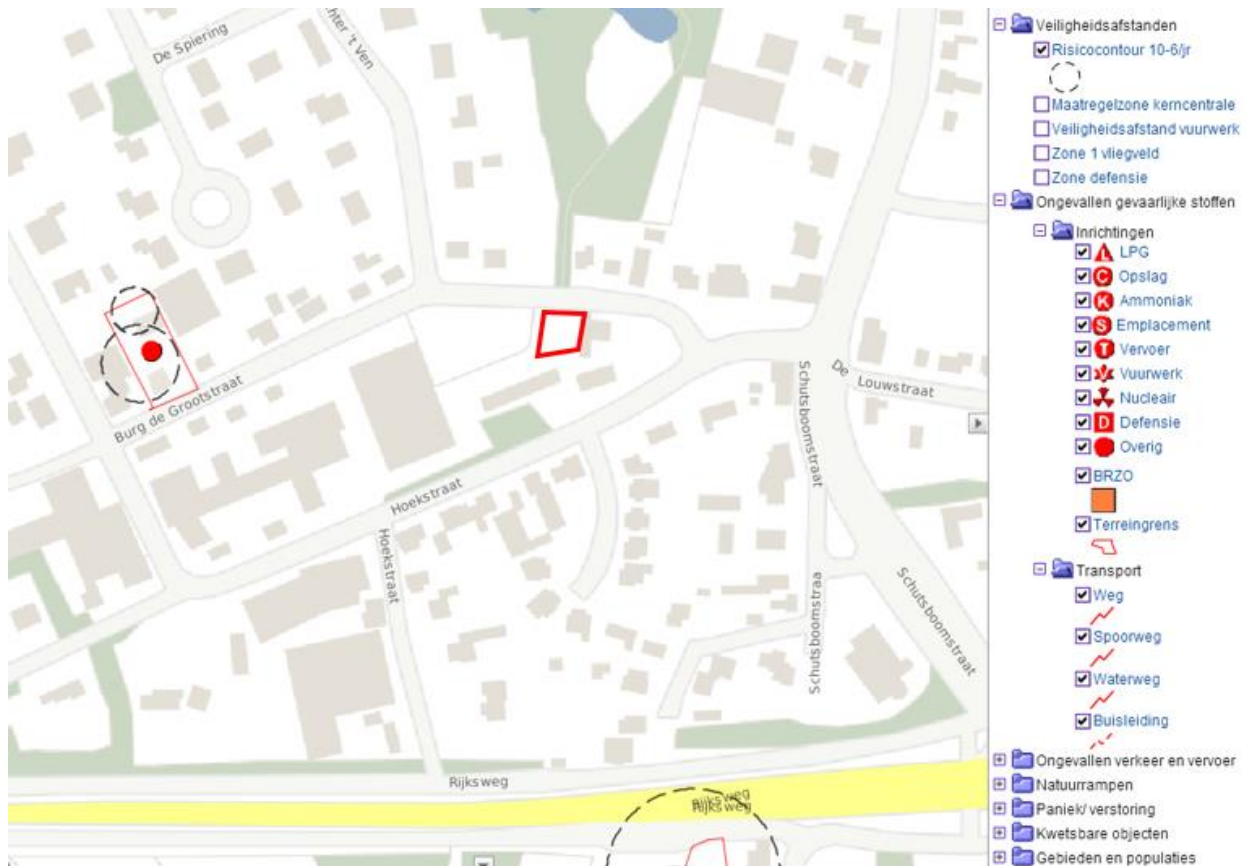 De Spiering
chter 't Ven
Burg de Grootstraat
Hoekstraat
Hoekstraat
Schutsboomstraat
De Louwstraat
Schutsboomstraa
Schutsboomstraat
Rijksweg
Rijksweg
Rijksweg
Veiligheidsafstanden
Risicocontour 10-6/jr
Maatregelzone kerncentrale
Veiligheidsafstand vuurwerk
Zone 1 vliegveld
Zone defensie
Ongevallen gevaarlijke stoffen
Inrichtingen
L LPG
C Opslag
K Ammoniak
S Emplacement
T Vervoer
V Vuurwerk
Nucleair
D Defensie
Overig
BRZO
Terreingrens
Transport
Weg
Spoorweg
Waterweg
Buisleiding
Ongevallen verkeer en vervoer
Natuurrampen
Paniek/ verstoring
Kwetsbare objecten
Gebieden en populaties